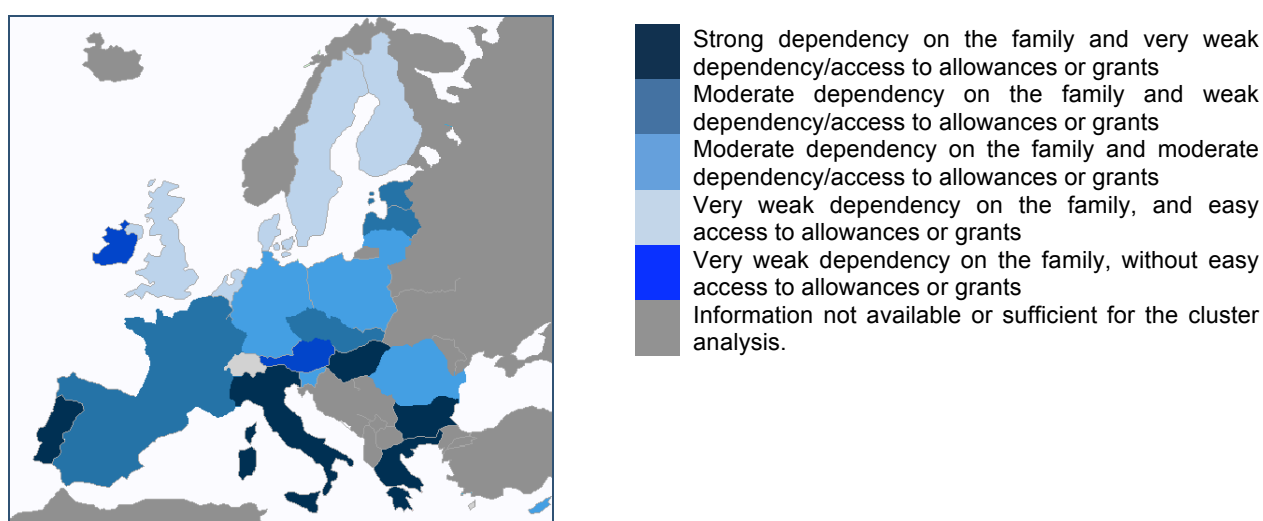 Strong dependency on the family and very weak
dependency/access to allowances or grants
Moderate dependency on the family and weak
dependency/access to allowances or grants
Moderate dependency on the family and moderate
dependency/access to allowances or grants
Very weak dependency on the family, and easy
access to allowances or grants
Very weak dependency on the family, without easy
access to allowances or grants
Information not available or sufficient for the cluster
analysis.